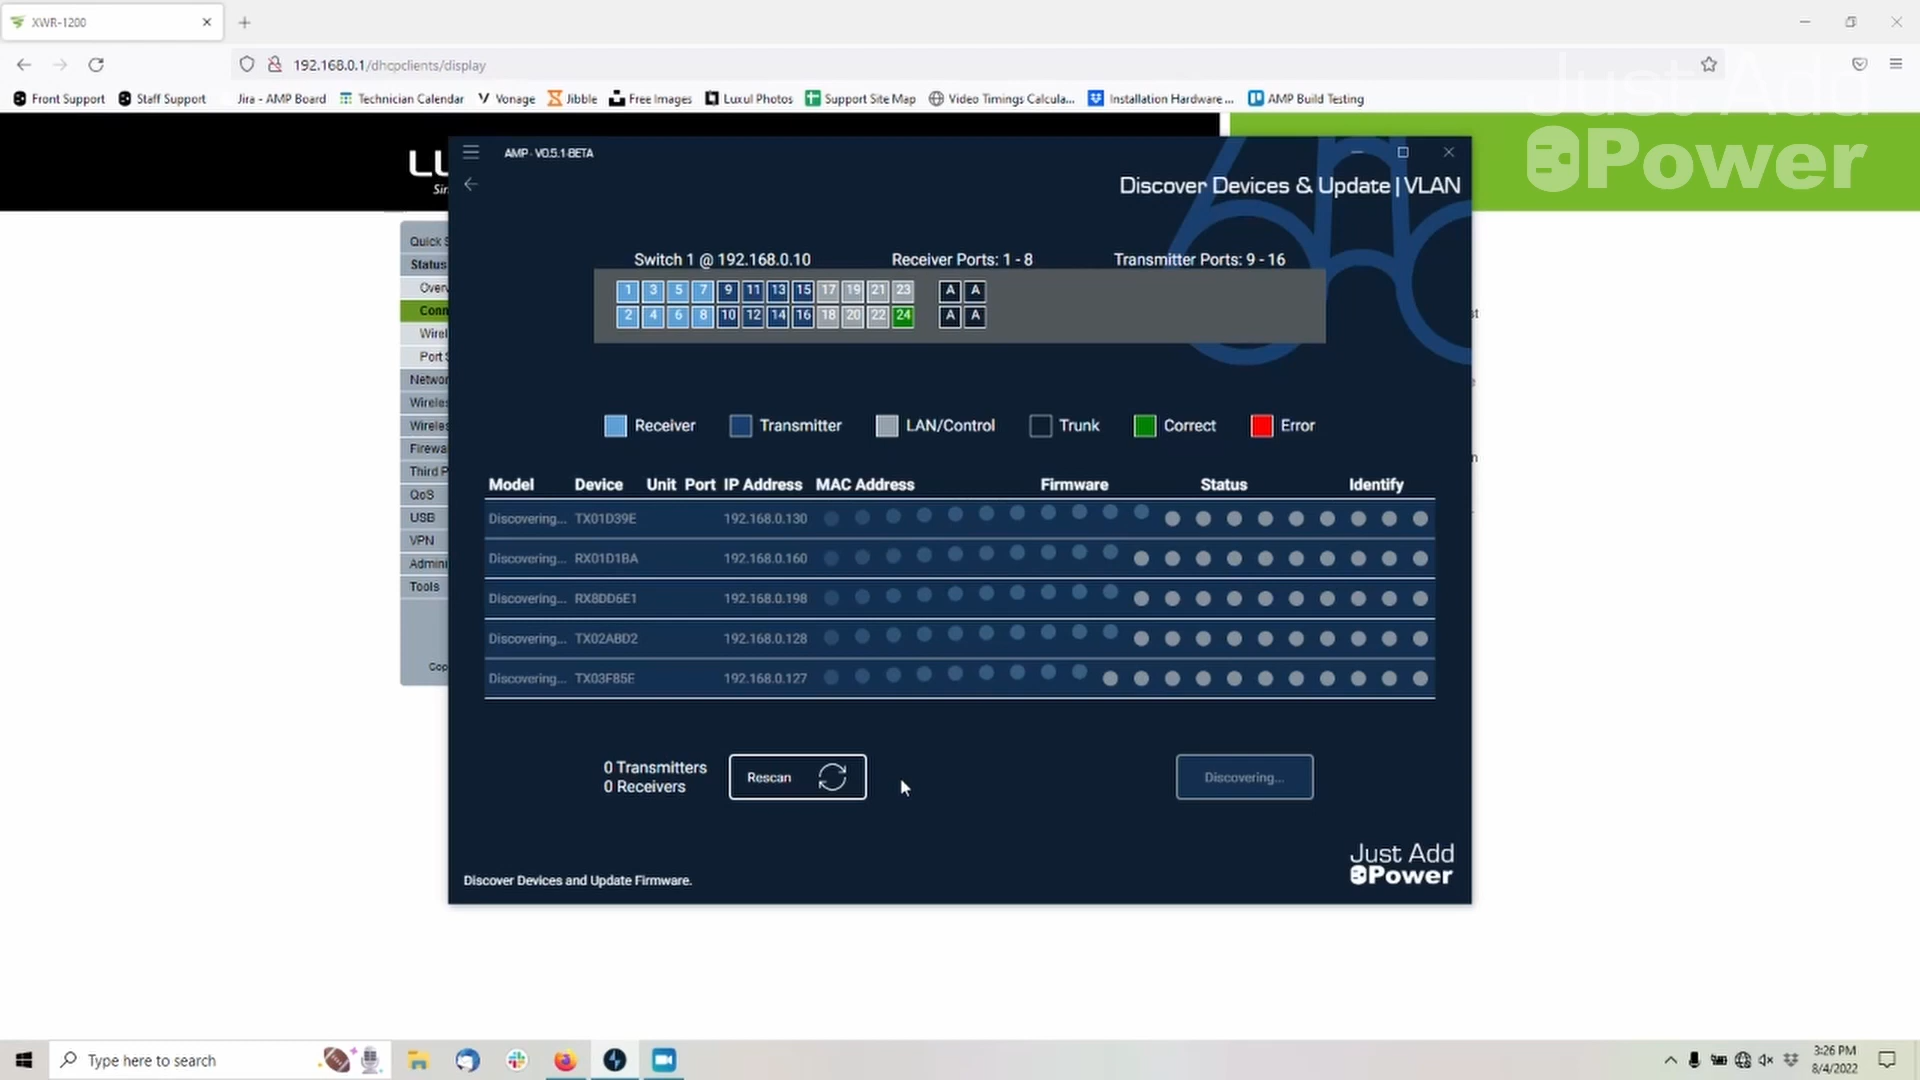 XWR-1200
192.168.0.1/dhcpclients/display
Front Support
Staff Support
Jira - AMP Board
Technician Calendar
Vonage
Jibble
Free Images
Luxul Photos
Support Site Map
Video Timings Calcula...
Installation Hardware ...
AMP Build Testing
Just Add
Power
LU
Sin
AMP - V0.5.1-BETA
Discover Devices & Update | VLAN
Quick S
Status
Over
Conn
Wirel
Port S
Networ
Wireles
Wireles
Firewa
Third P
QoS
USB
VPN
Admini
Tools
Cop
Switch 1 @ 192.168.0.10
Receiver Ports: 1 - 8
Transmitter Ports: 9 - 16
1 3 5 7 9 11 13 15 17 19 21 23 A A
2 4 6 8 10 12 14 16 18 20 22 24 A A
Receiver
Transmitter
LAN/Control
Trunk
Correct
Error
Model Device Unit Port IP Address MAC Address Firmware Status Identify
Discovering... TX01D39E 192.168.0.130
Discovering... RX01D1BA 192.168.0.160
Discovering... RX8DD6E1 192.168.0.198
Discovering... TX02ABD2 192.168.0.128
Discovering... TX03F85E 192.168.0.127
0 Transmitters
0 Receivers
Rescan
Discovering...
Just Add
Power
Discover Devices and Update Firmware.
Type here to search
3:26 PM
8/4/2022